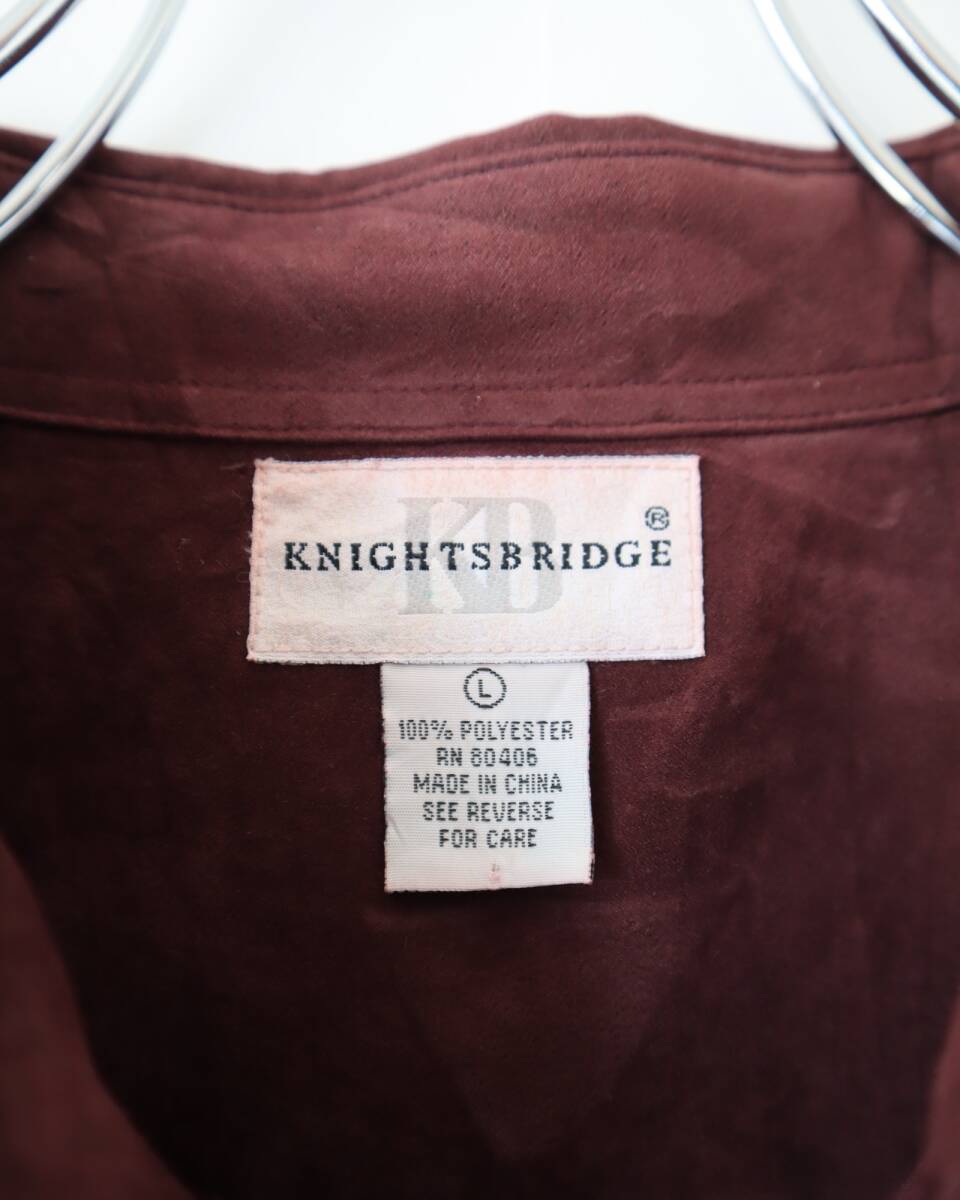 KB
KNIGHTSBRIDGE ®
L
100% POLYESTER
RN 80406
MADE IN CHINA
SEE REVERSE
FOR CARE